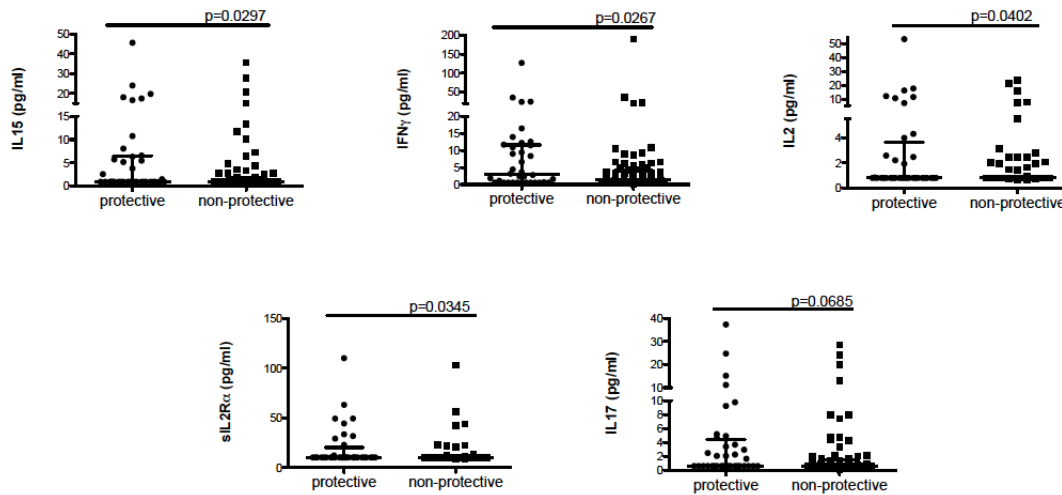 p=0.0297
IL15 (pg/ml)
60
50
40
30
20
15
10
5
0
protective
non-protective
p=0.0267
IFNγ (pg/ml)
200
150
100
50
20
15
10
5
0
protective
non-protective
p=0.0402
IL2 (pg/ml)
50
40
30
20
10
6
4
2
0
protective
non-protective
p=0.0345
sIL2Rα (pg/ml)
150
100
50
0
protective
non-protective
p=0.0685
IL17 (pg/ml)
40
30
20
10
8
6
4
2
0
protective
non-protective